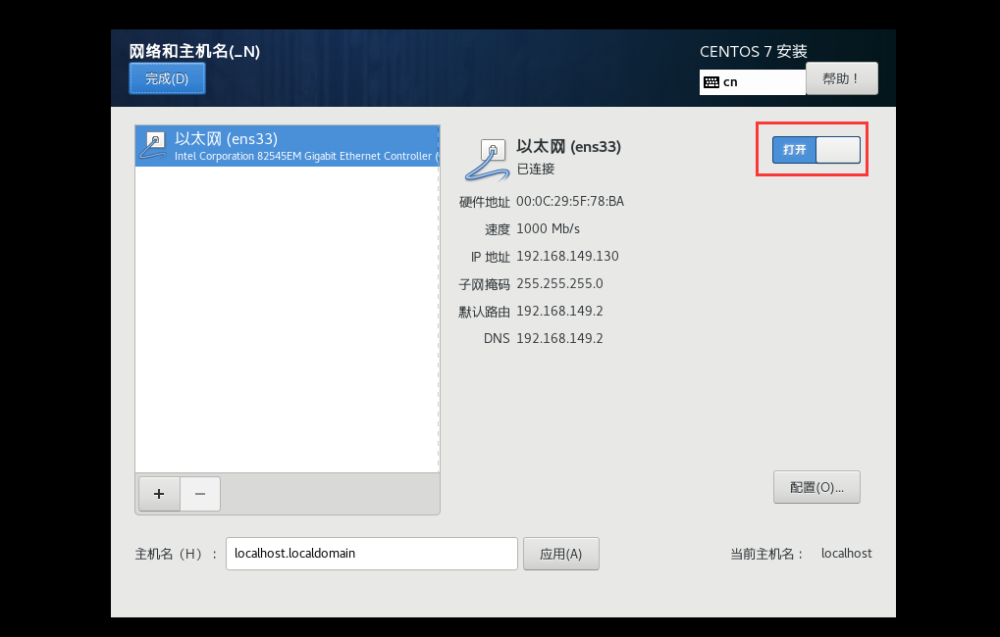 网络和主机名(_N)
CENTOS 7 安装
完成(D)
cn
帮助！
以太网 (ens33)
Intel Corporation 82545EM Gigabit Ethernet Controller (
以太网 (ens33)
已连接
打开
硬件地址 00:0C:29:5F:78:BA
速度 1000 Mb/s
IP 地址 192.168.149.130
子网掩码 255.255.255.0
默认路由 192.168.149.2
DNS 192.168.149.2
+
−
配置(O)...
主机名（H）： localhost.localdomain 应用(A) 当前主机名： localhost